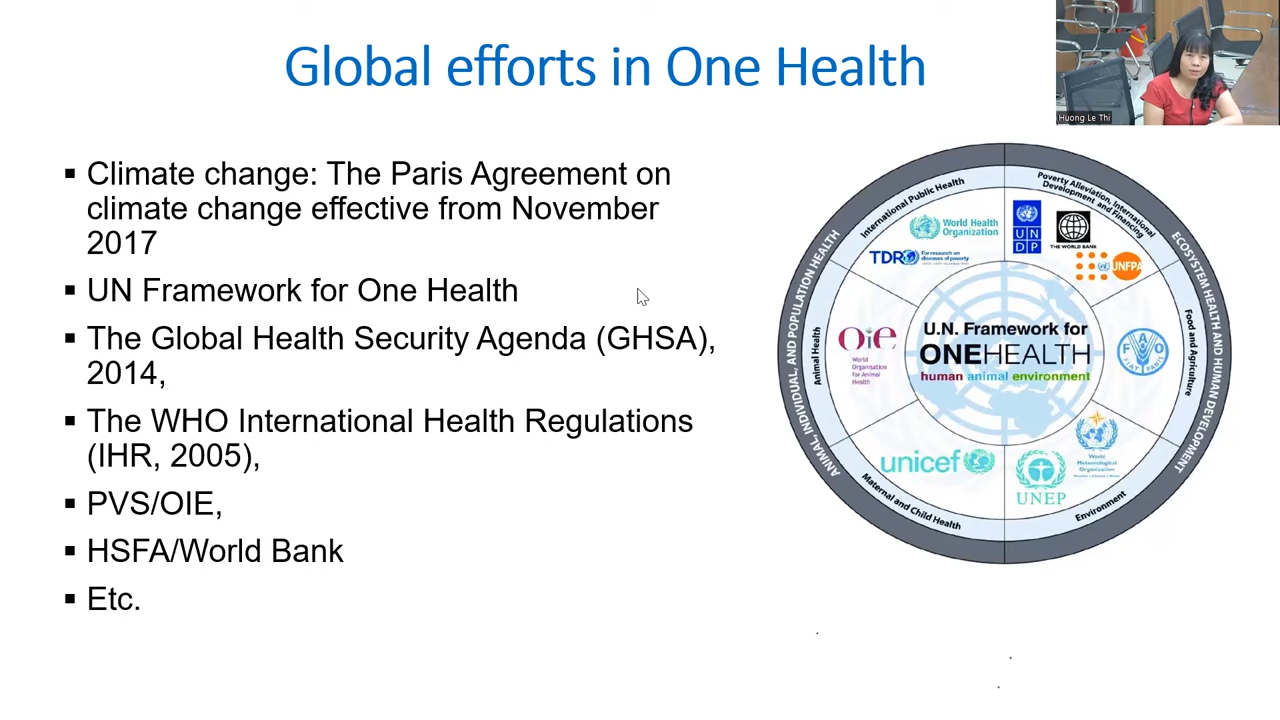 Global efforts in One Health
Huong Le Thi
▪ Climate change: The Paris Agreement on
climate change effective from November
2017
▪ UN Framework for One Health
▪ The Global Health Security Agenda (GHSA),
2014,
▪ The WHO International Health Regulations
(IHR, 2005),
▪ PVS/OIE,
▪ HSFA/World Bank
▪ Etc.
ANIMAL, INDIVIDUAL, AND POPULATION HEALTH
ECOSYSTEM HEALTH AND HUMAN DEVELOPMENT
International Public Health
World Health
Organization
TDR For research on
diseases of poverty
Poverty Alleviation, International
Development and Financing
U N
D P
THE WORLD BANK
UNFPA
Animal Health
OiE
World
Organisation
for Animal
Health
U.N. Framework for
ONEHEALTH
human animal environment
F A O
FIAT PANIS
Food and Agriculture
unicef
Maternal and Child Health
UNEP
World
Meteorological
Organization
Environment